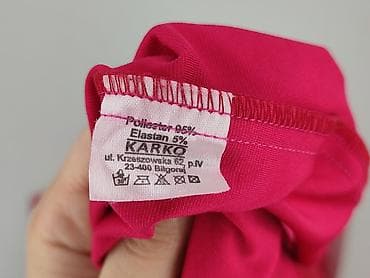 Poliester 95%
Elastan 5%
KARKO
ul. Krzeszowska 62, p.IV
23-400 Biłgoraj